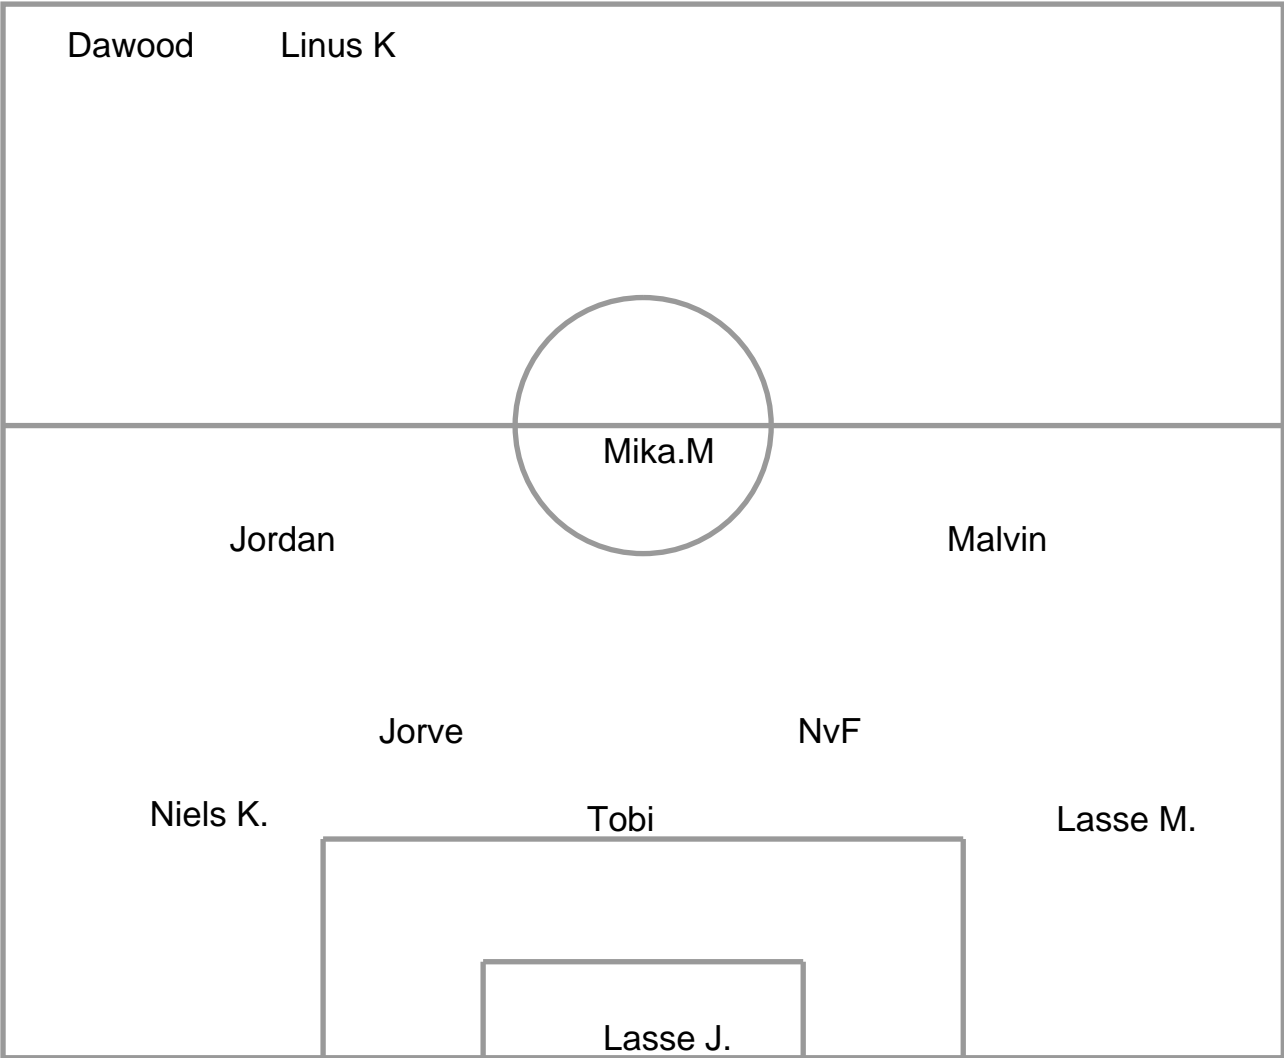 Dawood Linus K
Mika.M
Jordan Malvin
Jorve NvF
Niels K. Tobi Lasse M.
Lasse J.